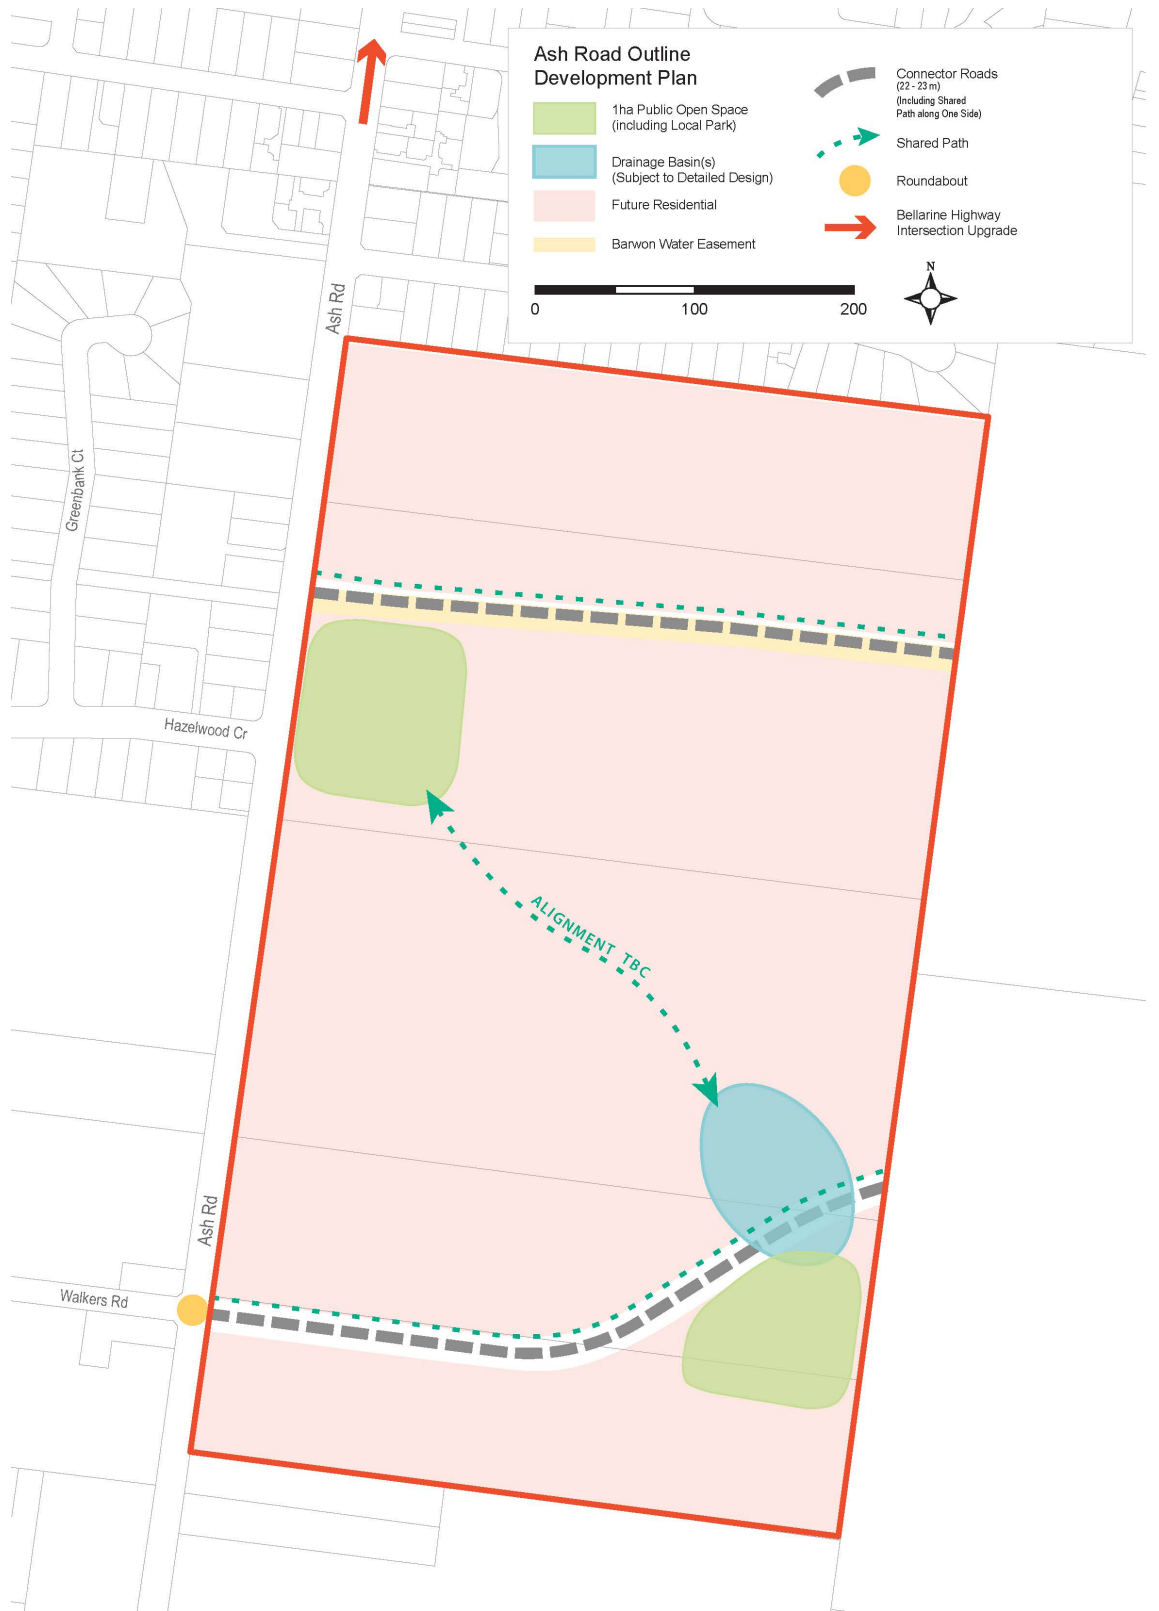 Ash Road Outline
Development Plan
1ha Public Open Space
(including Local Park)
Drainage Basin(s)
(Subject to Detailed Design)
Future Residential
Barwon Water Easement
Connector Roads
(22 - 23 m)
(Including Shared
Path along One Side)
Shared Path
Roundabout
Bellarine Highway
Intersection Upgrade
N
0 100 200
Ash Rd
Greenbank Ct
Hazelwood Cr
ALIGNMENT TBC
Ash Rd
Walkers Rd